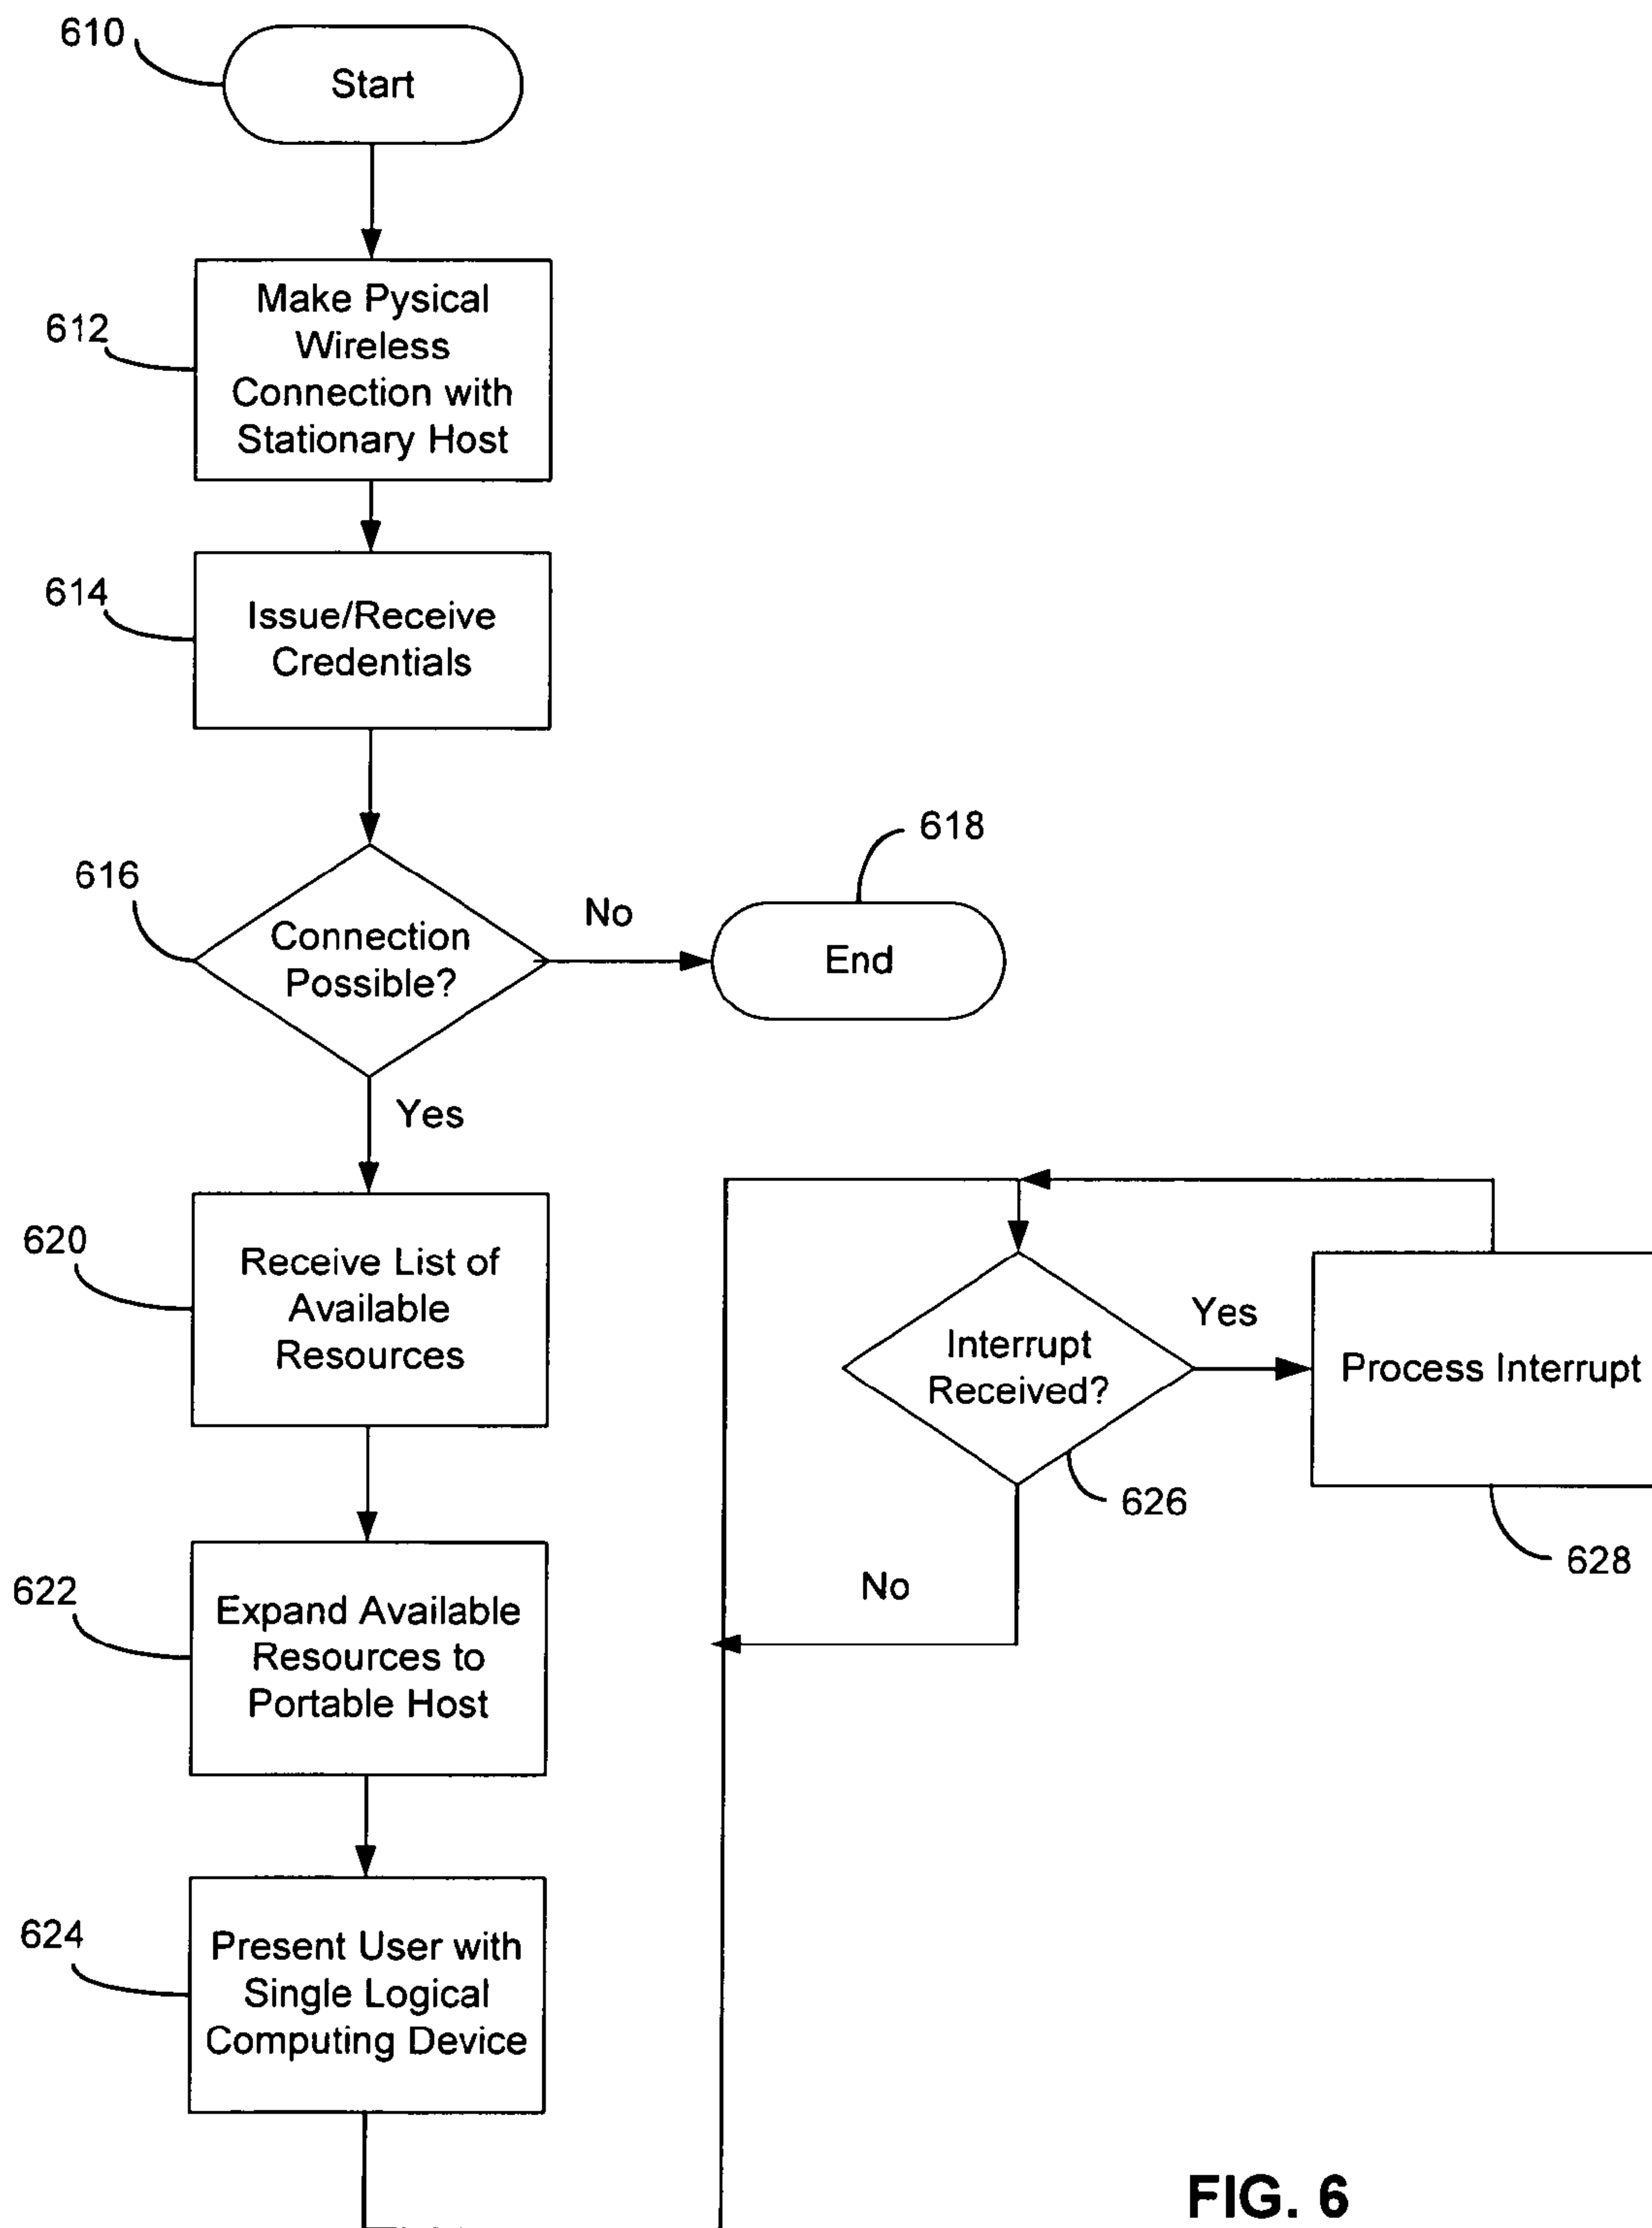 610
Start
612
Make Pysical
Wireless
Connection with
Stationary Host
614
Issue/Receive
Credentials
616
Connection
Possible?
No
618
End
Yes
620
Receive List of
Available
Resources
622
Expand Available
Resources to
Portable Host
624
Present User with
Single Logical
Computing Device
Interrupt
Received?
626
Yes
Process Interrupt
628
No
FIG. 6